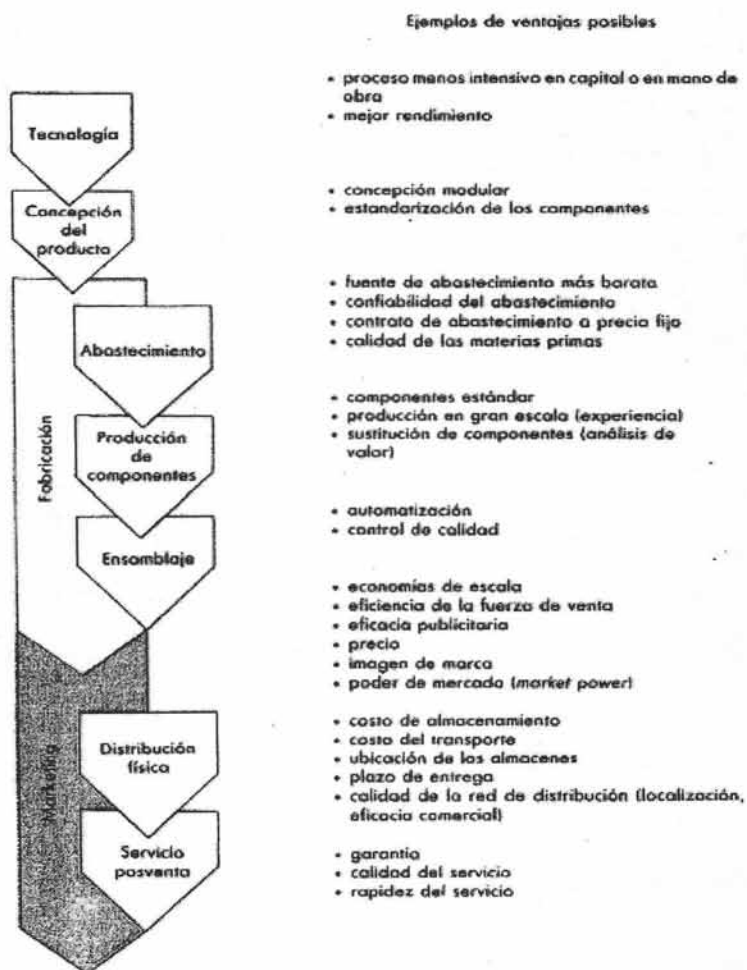 Ejemplos de ventajas posibles
Tecnología
• proceso menos intensivo en capital o en mano de
obra
• mejor rendimiento
Concepción
del
producto
• concepción modular
• estandarización de los componentes
Fabricación
Abastecimiento
• fuente de abastecimiento más barata
• confiabilidad del abastecimiento
• contrato de abastecimiento a precio fijo
• calidad de las materias primas
Producción
de
componentes
• componentes estándar
• producción en gran escala (experiencia)
• sustitución de componentes (análisis de
valor)
Ensamblaje
• automatización
• control de calidad
Marketing
• economías de escala
• eficiencia de la fuerza de venta
• eficacia publicitaria
• precio
• imagen de marca
• poder de mercado (market power)
Distribución
física
• costo de almacenamiento
• costo del transporte
• ubicación de los almacenes
• plazo de entrega
• calidad de la red de distribución (localización,
eficacia comercial)
Servicio
posventa
• garantía
• calidad del servicio
• rapidez del servicio